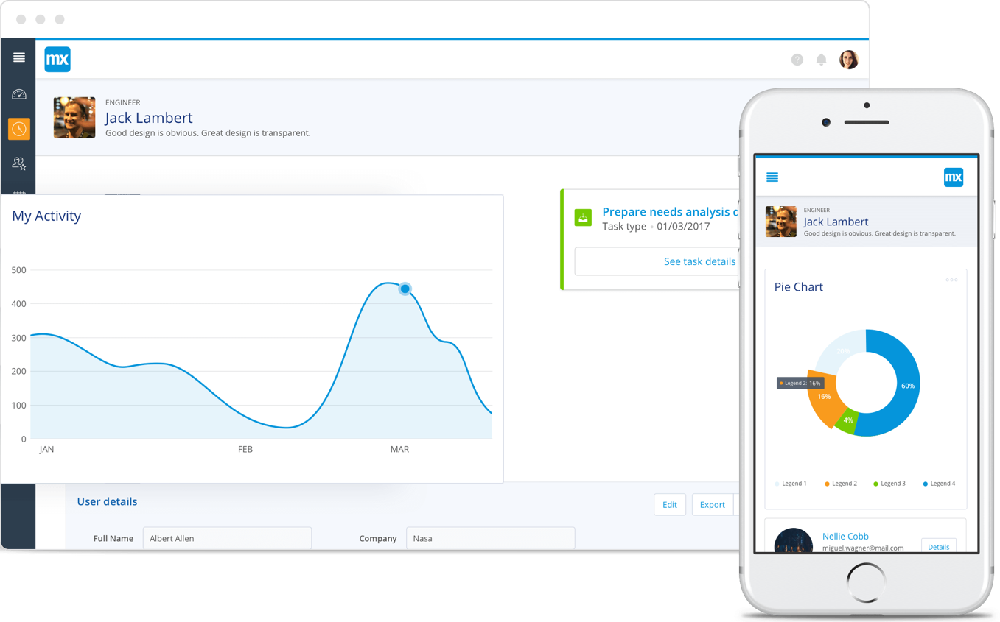 mx
ENGINEER
Jack Lambert
Good design is obvious. Great design is transparent.
My Activity
500
400
300
200
100
0
JAN FEB MAR
Prepare needs analysis d
Task type • 01/03/2017
See task details
User details
Edit Export
Full Name Albert Allen Company Nasa
mx
ENGINEER
Jack Lambert
Good design is obvious. Great design is transparent.
Pie Chart
20%
Legend 2: 16%
60%
16%
4%
Legend 1 Legend 2 Legend 3 Legend 4
Nellie Cobb
miguel.wagner@mail.com
Details